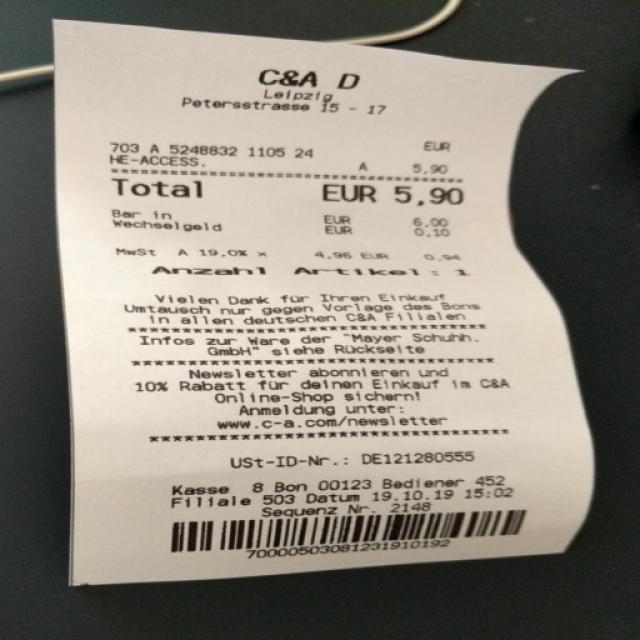 C&A D
Leipzig
Petersstrasse 15 - 17
EUR
703 A 5248832 1105 24
HE-ACCESS. A 5,90
********************************************
Total EUR 5,90
Bar in EUR 6,00
Wechselgeld EUR 0,10
MwSt A 19,0% x 4,96 EUR 0,94
Anzahl Artikel: 1
Vielen Dank für Ihren Einkauf
Umtausch nur gegen Vorlage des Bons
in allen deutschen C&A Filialen
****************************************
Infos zur Ware der "Mayer Schuhh.
GmbH" siehe Rückseite
****************************************
Newsletter abonnieren und
10% Rabatt für deinen Einkauf im C&A
Online-Shop sichern!
Anmeldung unter:
www.c-a.com/newsletter
****************************************
USt-ID-Nr.: DE121280555
Kasse 8 Bon 00123 Bediener 452
Filiale 503 Datum 19.10.19 15:02
Sequenz Nr. 2148
70000503081231910192